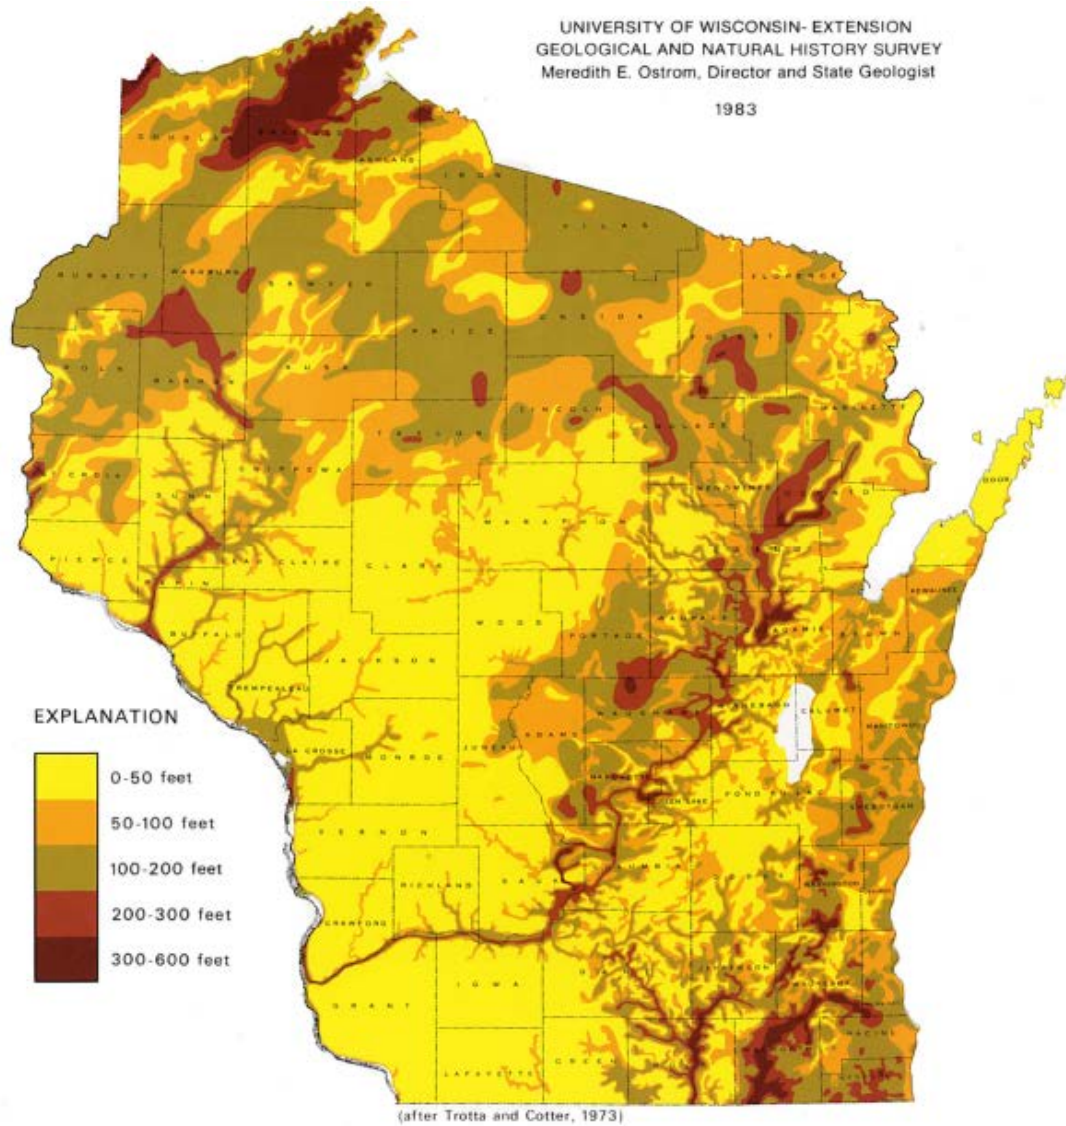 UNIVERSITY OF WISCONSIN- EXTENSION
GEOLOGICAL AND NATURAL HISTORY SURVEY
Meredith E. Ostrom, Director and State Geologist
1983
DOUGLAS
BAYFIELD
ASHLAND
IRON
VILAS
BURNETT
WASHBURN
SAWYER
FLORENCE
PRICE
ONEIDA
FOREST
POLK
BARRON
RUSK
LINCOLN
MARINETTE
TAYLOR
LANGLADE
CHIPPEWA
ST CROIX
DUNN
MENOMINEE
OCONTO
DOOR
MARATHON
PIERCE
PEPIN
EAU CLAIRE
CLARK
SHAWANO
KEWAUNEE
BUFFALO
WOOD
PORTAGE
WAUPACA
BROWN
JACKSON
TREMPEALEAU
EXPLANATION
WAUSHARA
WINNEBAGO
CALUMET
MANITOWOC
JUNEAU
ADAMS
LA CROSSE
MONROE
0-50 feet
MARQUETTE
FOND DU LAC
SHEBOYGAN
50-100 feet
VERNON
100-200 feet
RICHLAND
SAUK
COLUMBIA
DODGE
WASHINGTON
200-300 feet
CRAWFORD
300-600 feet
GRANT
IOWA
JEFFERSON
WAUKESHA
RACINE
LAFAYETTE
GREEN
(after Trotta and Cotter, 1973)